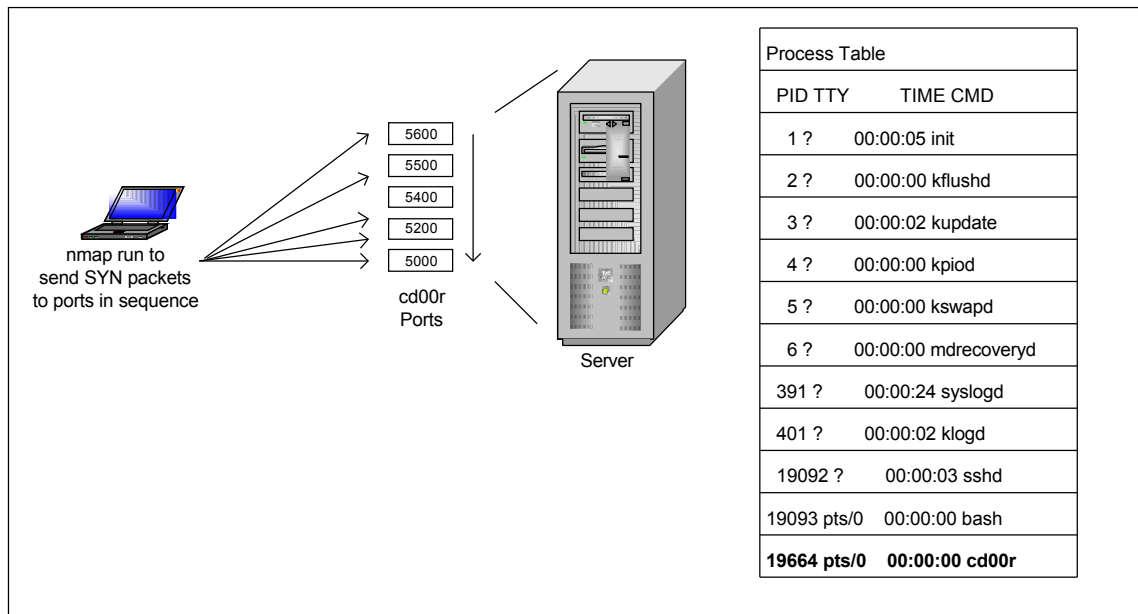 nmap run to
send SYN packets
to ports in sequence
5600
5500
5400
5200
5000
cd00r
Ports
Server
Process Table
PID TTY TIME CMD
1 ? 00:00:05 init
2 ? 00:00:00 kflushd
3 ? 00:00:02 kupdate
4 ? 00:00:00 kpiod
5 ? 00:00:00 kswapd
6 ? 00:00:00 mdrecoveryd
391 ? 00:00:24 syslogd
401 ? 00:00:02 klogd
19092 ? 00:00:03 sshd
19093 pts/0 00:00:00 bash
19664 pts/0 00:00:00 cd00r